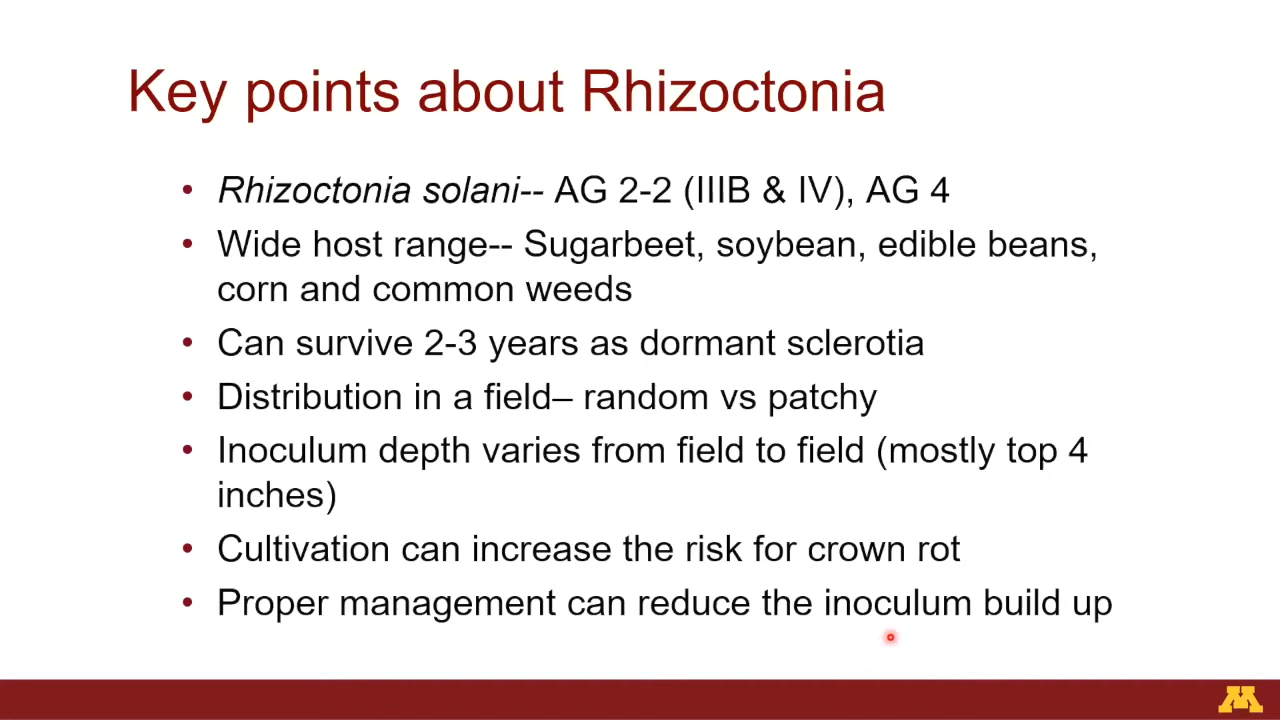 Key points about Rhizoctonia
• Rhizoctonia solani-- AG 2-2 (IIIB & IV), AG 4
• Wide host range-- Sugarbeet, soybean, edible beans,
corn and common weeds
• Can survive 2-3 years as dormant sclerotia
• Distribution in a field– random vs patchy
• Inoculum depth varies from field to field (mostly top 4
inches)
• Cultivation can increase the risk for crown rot
• Proper management can reduce the inoculum build up
M